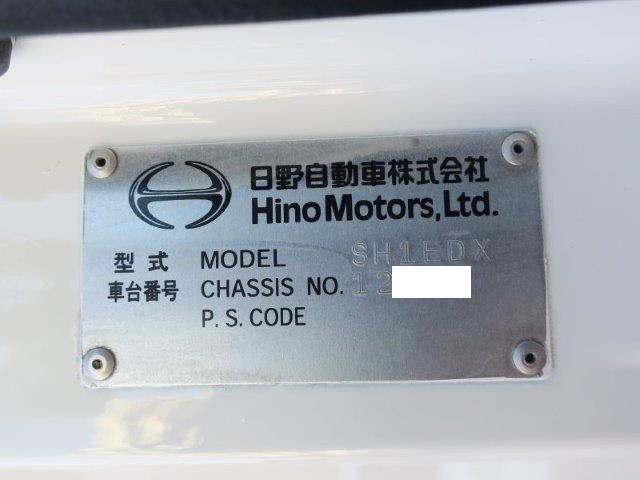 日野自動車株式会社
Hino Motors, Ltd.
型式 MODEL SH1EDX
車台番号 CHASSIS NO. 12
P. S. CODE